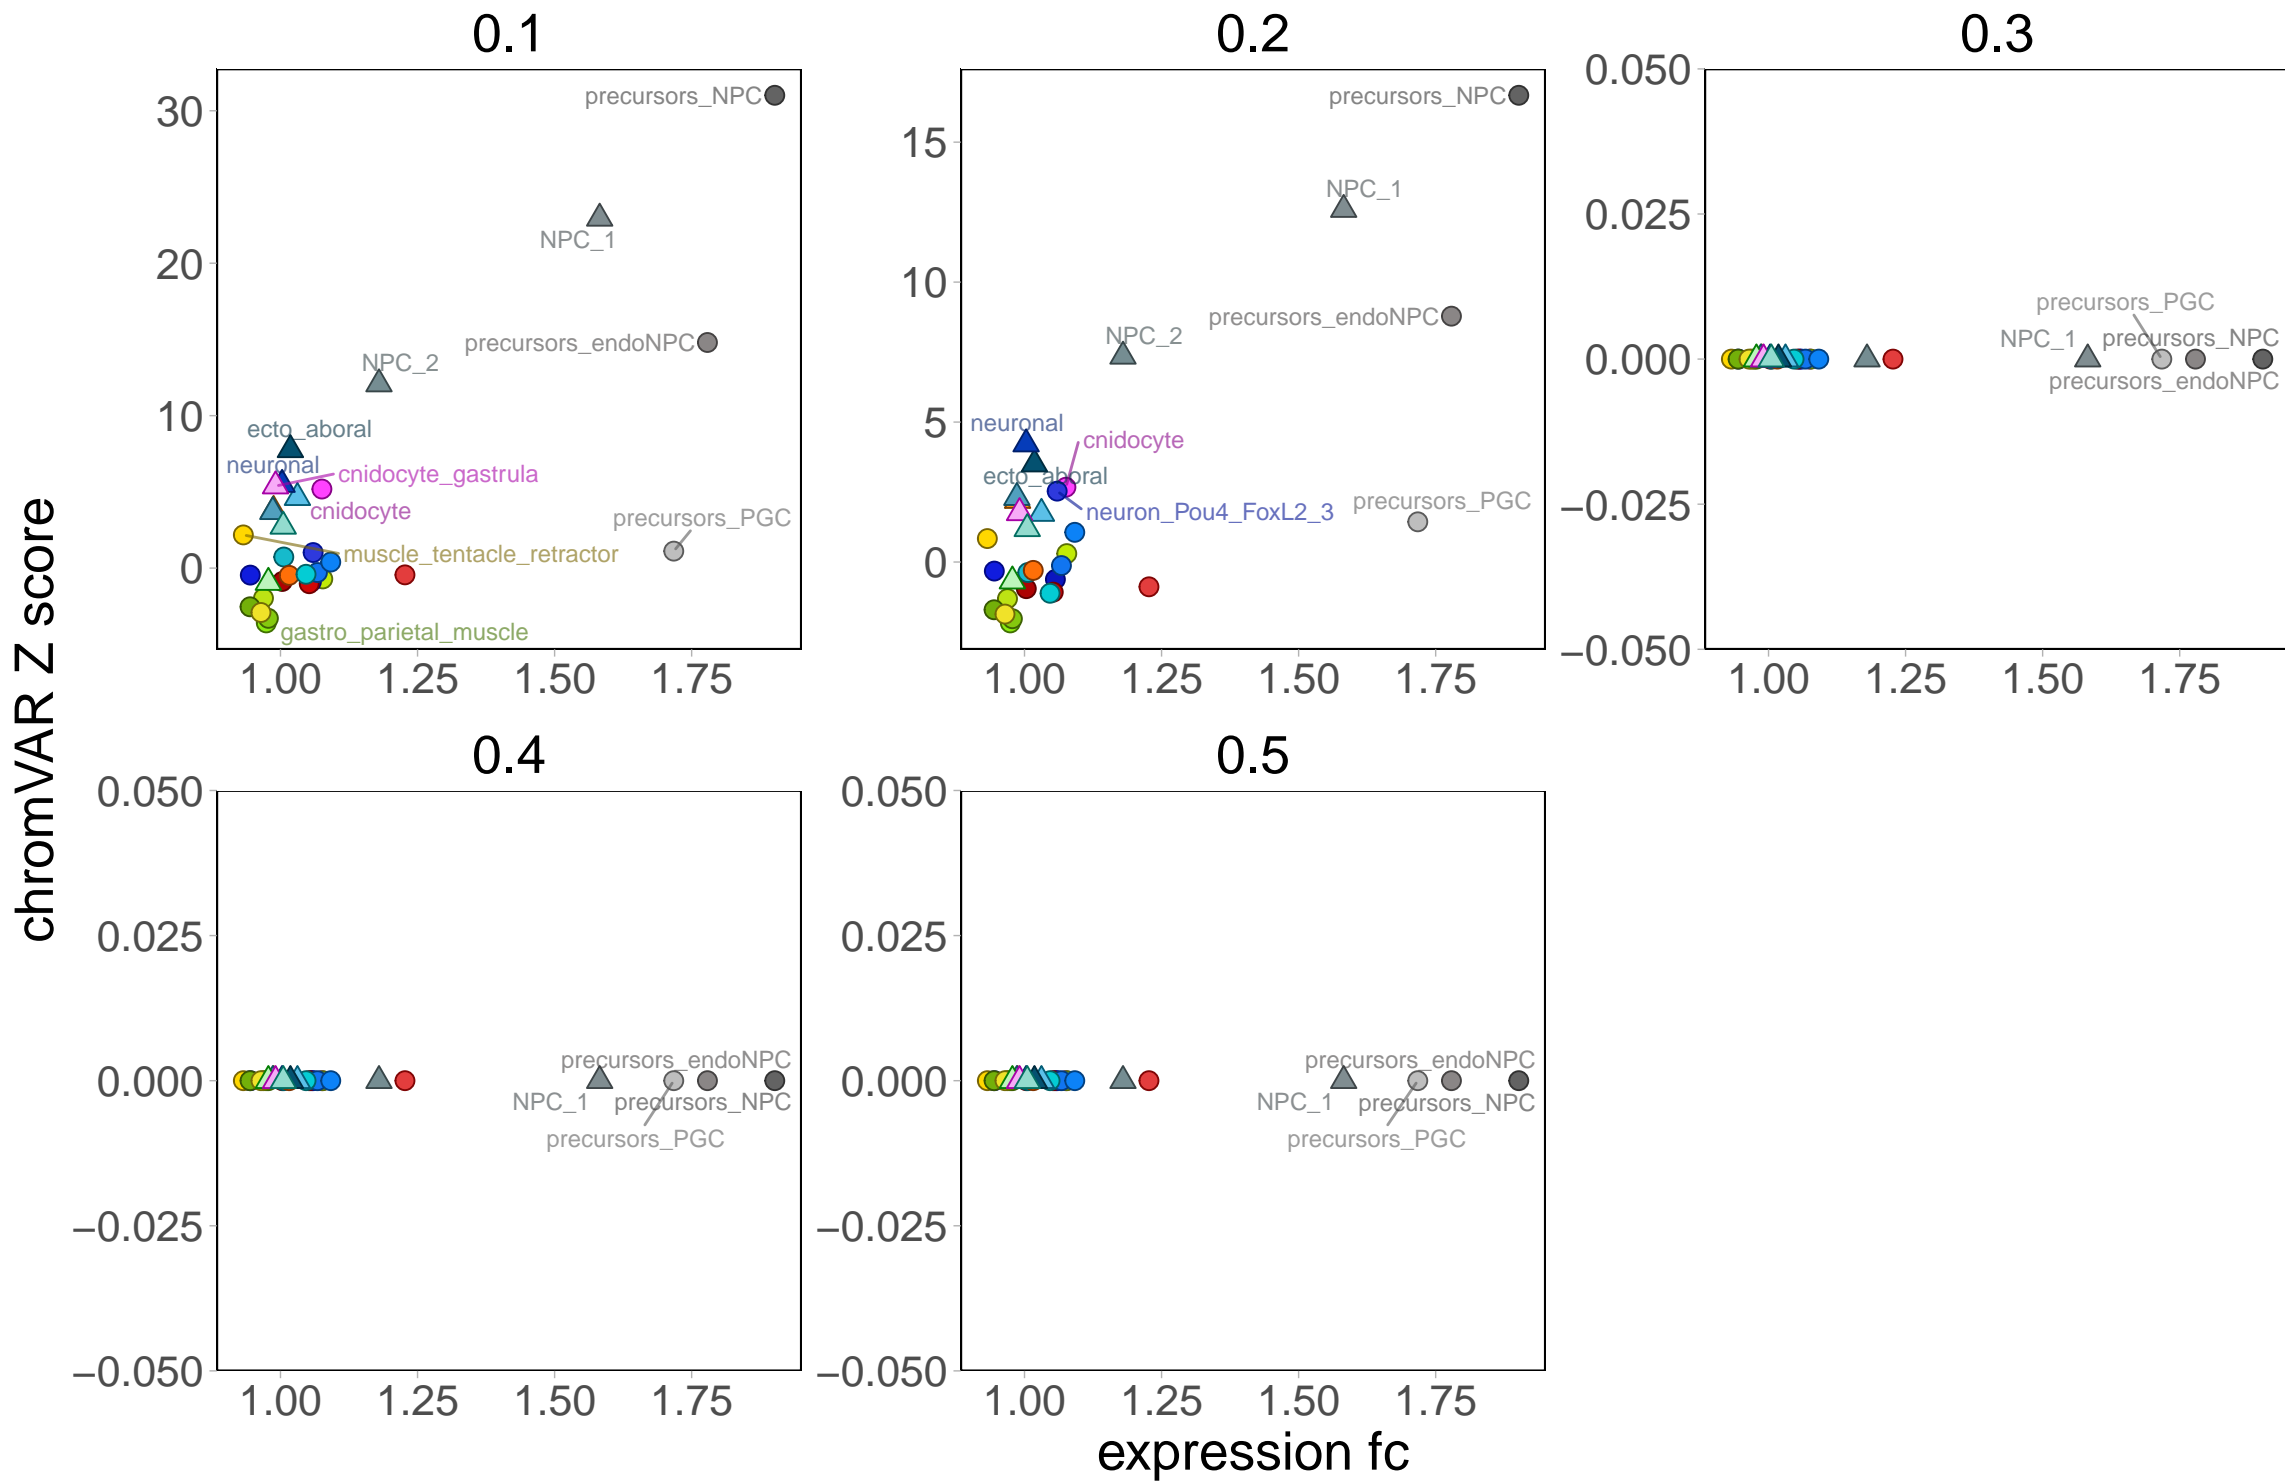 0.1
0.2
0.3
30
20
10
0
precursors_NPC
NPC_1
precursors_endoNPC
NPC_2
ecto_aboral
neuronal
cnidocyte_gastrula
cnidocyte
precursors_PGC
muscle_tentacle_retractor
gastro_parietal_muscle
1.00 1.25 1.50 1.75
15
10
5
0
precursors_NPC
NPC_1
precursors_endoNPC
NPC_2
neuronal
cnidocyte
ecto_aboral
precursors_PGC
neuron_Pou4_FoxL2_3
1.00 1.25 1.50 1.75
0.050
0.025
0.000
−0.025
−0.050
precursors_PGC
NPC_1
precursors_NPC
precursors_endoNPC
1.00 1.25 1.50 1.75
chromVAR Z score
0.4
0.5
0.050
0.025
0.000
−0.025
−0.050
precursors_endoNPC
NPC_1
precursors_NPC
precursors_PGC
1.00 1.25 1.50 1.75
0.050
0.025
0.000
−0.025
−0.050
precursors_endoNPC
NPC_1
precursors_NPC
precursors_PGC
1.00 1.25 1.50 1.75
expression fc